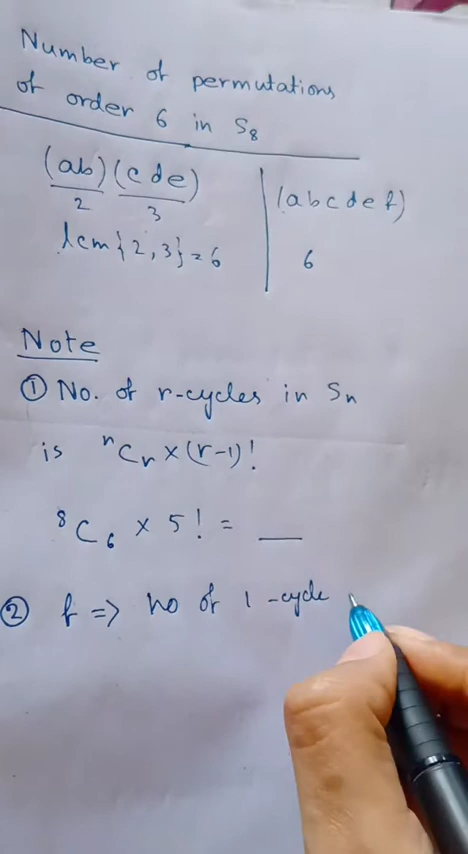 Number of permutations
of order 6 in S₈
(ab)(cde)
2 3
lcm{2,3}=6
(abcdef)
6
Note
① No. of r-cycles in Sₙ
is ⁿCᵣ × (r-1)!
⁸C₆ × 5! = __
② f => no of 1-cycle